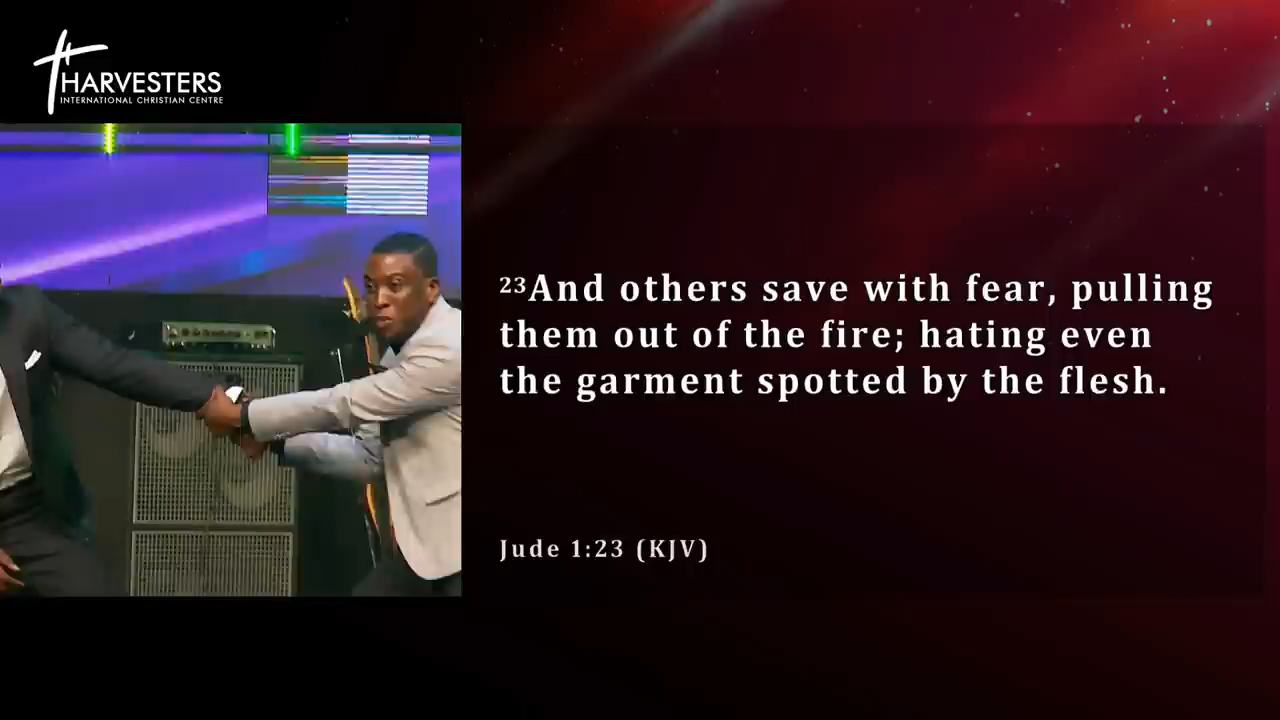 HARVESTERS
INTERNATIONAL CHRISTIAN CENTRE
²³And others save with fear, pulling
them out of the fire; hating even
the garment spotted by the flesh.
Jude 1:23 (KJV)